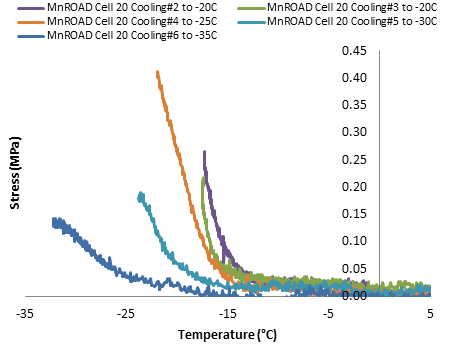 MnROAD Cell 20 Cooling#2 to -20C MnROAD Cell 20 Cooling#3 to -20C
MnROAD Cell 20 Cooling#4 to -25C MnROAD Cell 20 Cooling#5 to -30C
MnROAD Cell 20 Cooling#6 to -35C
0.45
0.40
0.35
0.30
0.25
0.20
0.15
0.10
0.05
0.00
Stress (MPa)
-35 -25 -15 -5 5
Temperature (°C)